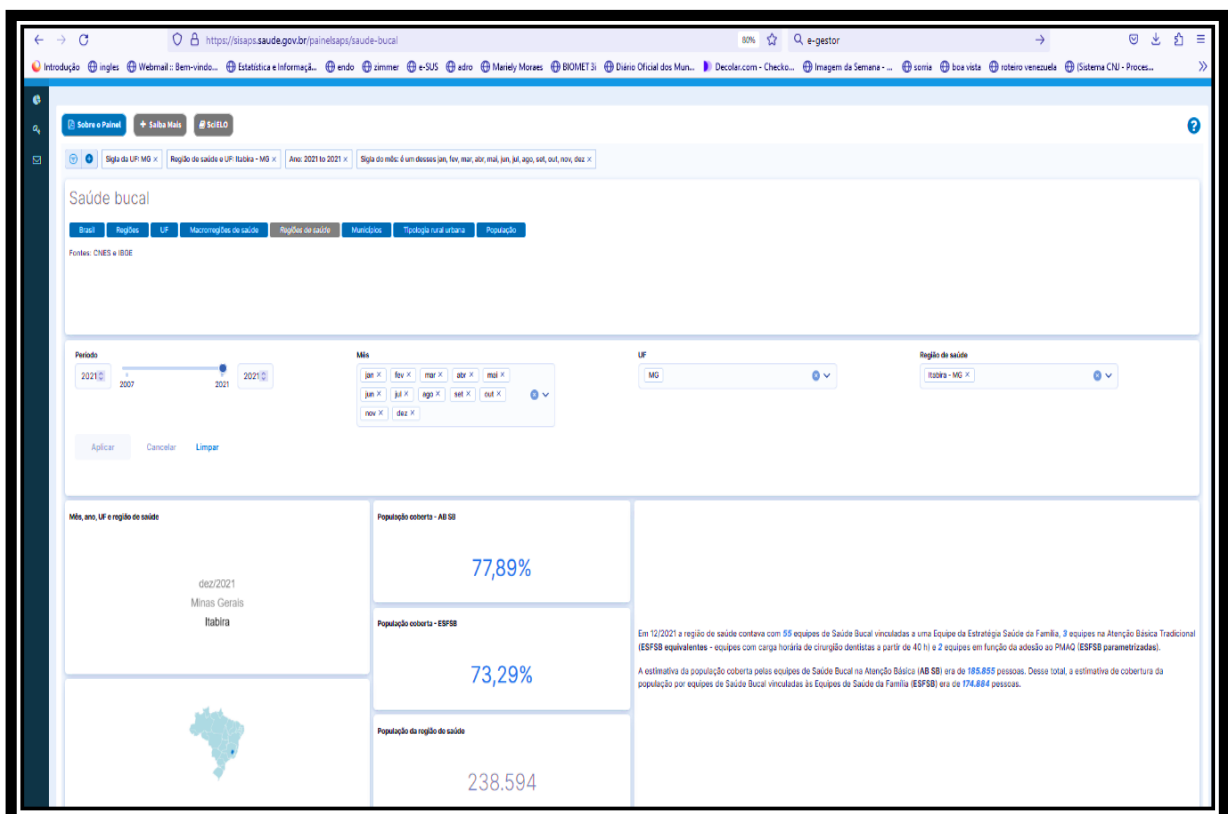 https://sisaps.saude.gov.br/painelsaps/saude-bucal
80%
e-gestor
Introdução ingles Webmail :: Bem-vindo... Estatística e Informaçã... endo zimmer e-SUS adro Mariely Moraes BIOMET 3i Diário Oficial dos Mun... Decolar.com - Checko... Imagem da Semana - ... sorria boa vista roteiro venezuela (Sistema CNJ - Proces...
Sobre o Painel + Saiba Mais SciELO
Sigla da UF: MG × Região de saúde e UF: Itabira - MG × Ano: 2021 to 2021 × Sigla do mês: é um desses jan, fev, mar, abr, mai, jun, jul, ago, set, out, nov, dez ×
Saúde bucal
Brasil Regiões UF Macrorregiões de saúde Regiões de saúde Municípios Tipologia rural urbana População
Fontes: CNES e IBGE
Período Mês UF Região de saúde
2021 2007 2021 2021
jan × fev × mar × abr × mai ×
jun × jul × ago × set × out ×
nov × dez ×
MG
Itabira - MG ×
Aplicar Cancelar Limpar
Mês, ano, UF e região de saúde
dez/2021
Minas Gerais
Itabira
População coberta - AB SB
77,89%
População coberta - ESFSB
73,29%
População da região de saúde
238.594
Em 12/2021 a região de saúde contava com 55 equipes de Saúde Bucal vinculadas a uma Equipe da Estratégia Saúde da Família, 3 equipes na Atenção Básica Tradicional
(ESFSB equivalentes - equipes com carga horária de cirurgião dentistas a partir de 40 h) e 2 equipes em função da adesão ao PMAQ (ESFSB parametrizadas).
A estimativa da população coberta pelas equipes de Saúde Bucal na Atenção Básica (AB SB) era de 185.855 pessoas. Desse total, a estimativa de cobertura da
população por equipes de Saúde Bucal vinculadas às Equipes de Saúde da Família (ESFSB) era de 174.884 pessoas.